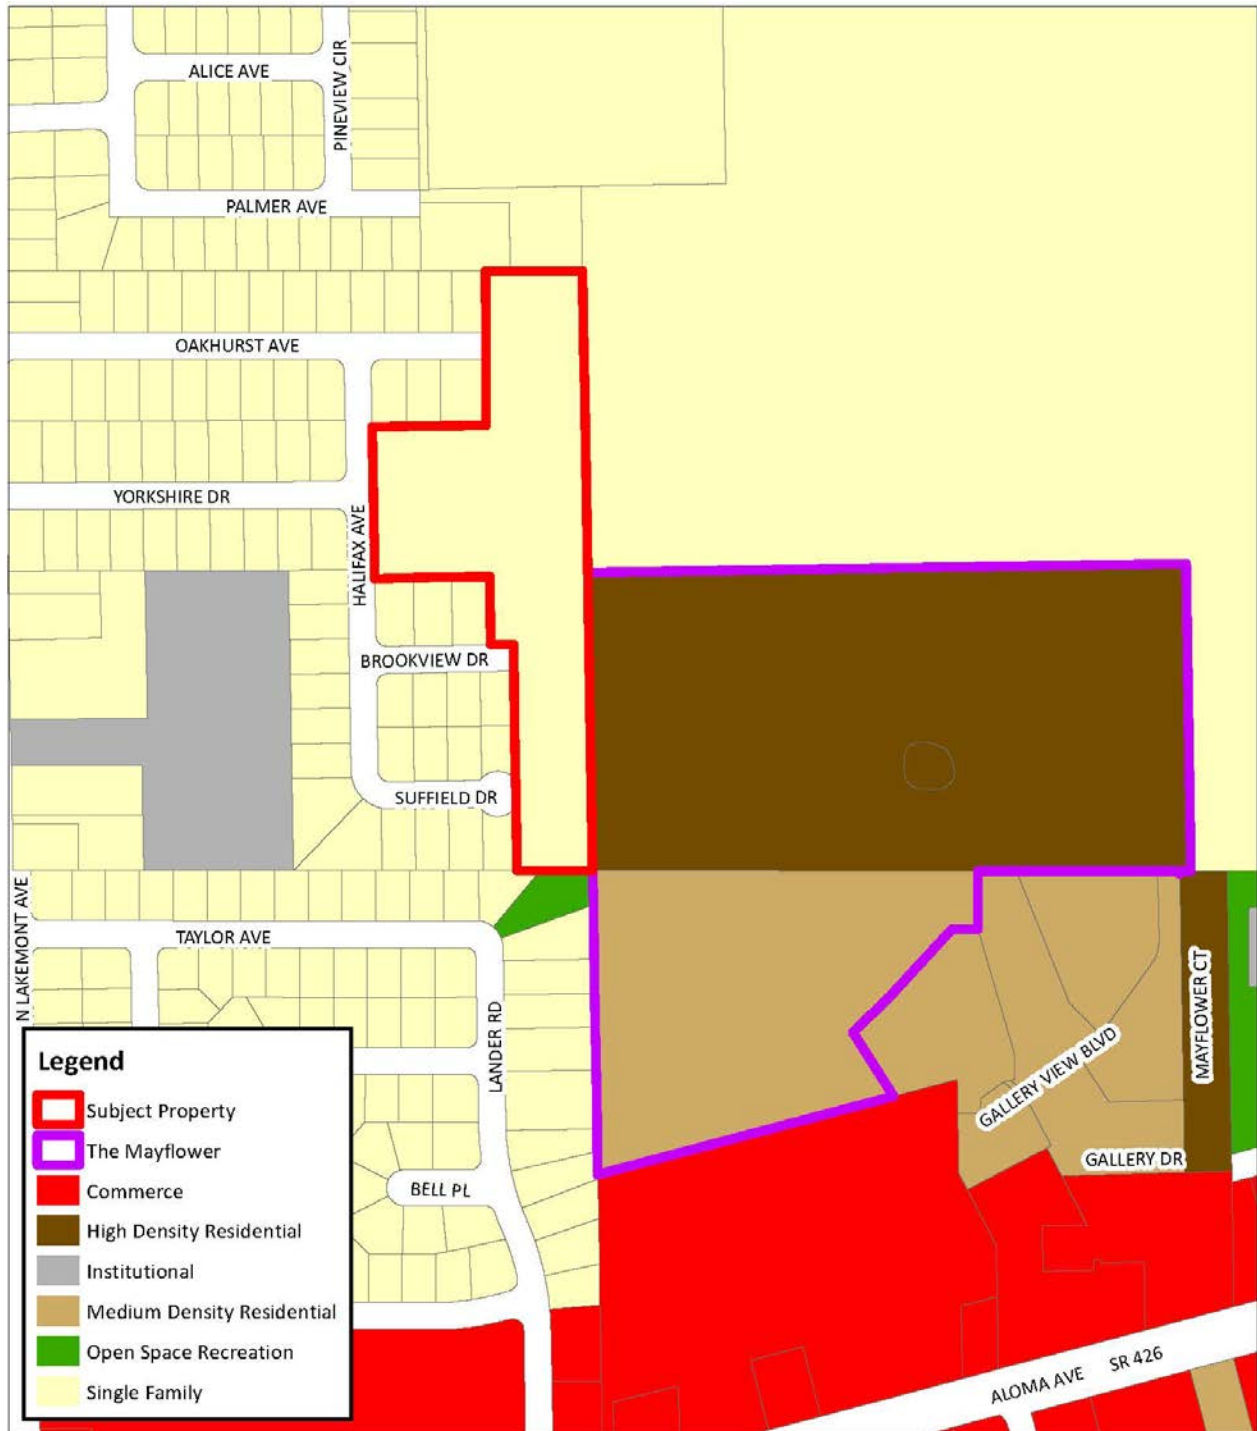 ALICE AVE
PINEVIEW CIR
PALMER AVE
OAKHURST AVE
YORKSHIRE DR
HALIFAX AVE
BROOKVIEW DR
SUFFIELD DR
N LAKEMONT AVE
TAYLOR AVE
LANDER RD
MAYFLOWER CT
GALLERY VIEW BLVD
GALLERY DR
BELL PL
ALOMA AVE SR 426
Legend
Subject Property
The Mayflower
Commerce
High Density Residential
Institutional
Medium Density Residential
Open Space Recreation
Single Family